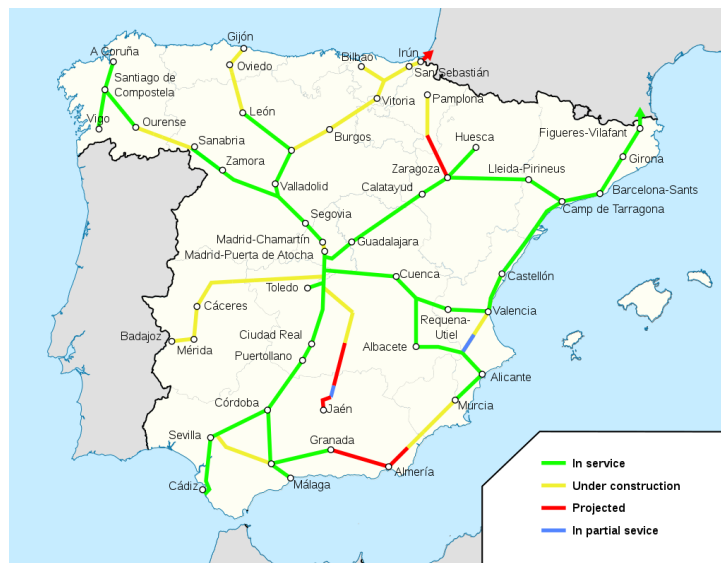 Gijón
A Coruña
Oviedo
Bilbao
Irún
San Sebastián
Santiago de
Compostela
Vitoria
Pamplona
León
Vigo
Ourense
Burgos
Huesca
Figueres-Vilafant
Sanabria
Zamora
Zaragoza
Lleida-Pirineus
Girona
Valladolid
Calatayud
Barcelona-Sants
Camp de Tarragona
Segovia
Madrid-Chamartín
Guadalajara
Madrid-Puerta de Atocha
Cuenca
Castellón
Toledo
Cáceres
Valencia
Requena-
Utiel
Badajoz
Mérida
Ciudad Real
Albacete
Puertollano
Alicante
Córdoba
Jaén
Murcia
Sevilla
Granada
Almería
Cádiz
Málaga
In service
Under construction
Projected
In partial sevice